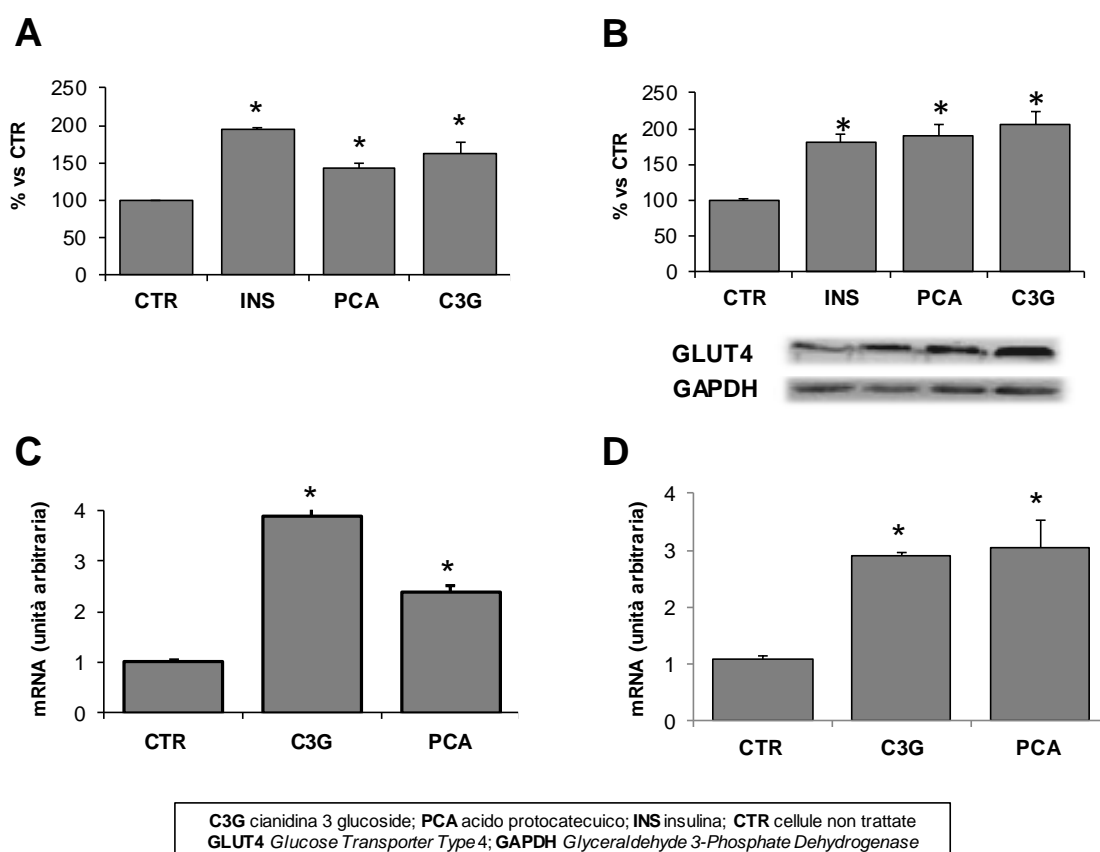 A
250
200
150
100
50
0
% vs CTR
*
*
*
CTR INS PCA C3G
B
250
200
150
100
50
0
% vs CTR
*
*
*
CTR INS PCA C3G
GLUT4
GAPDH
C
4
3
2
1
0
mRNA (unità arbitraria)
*
*
CTR C3G PCA
D
4
3
2
1
0
mRNA (unità arbitraria)
*
*
CTR C3G PCA
C3G cianidina 3 glucoside; PCA acido protocatecuico; INS insulina; CTR cellule non trattate
GLUT4 Glucose Transporter Type 4; GAPDH Glyceraldehyde 3-Phosphate Dehydrogenase